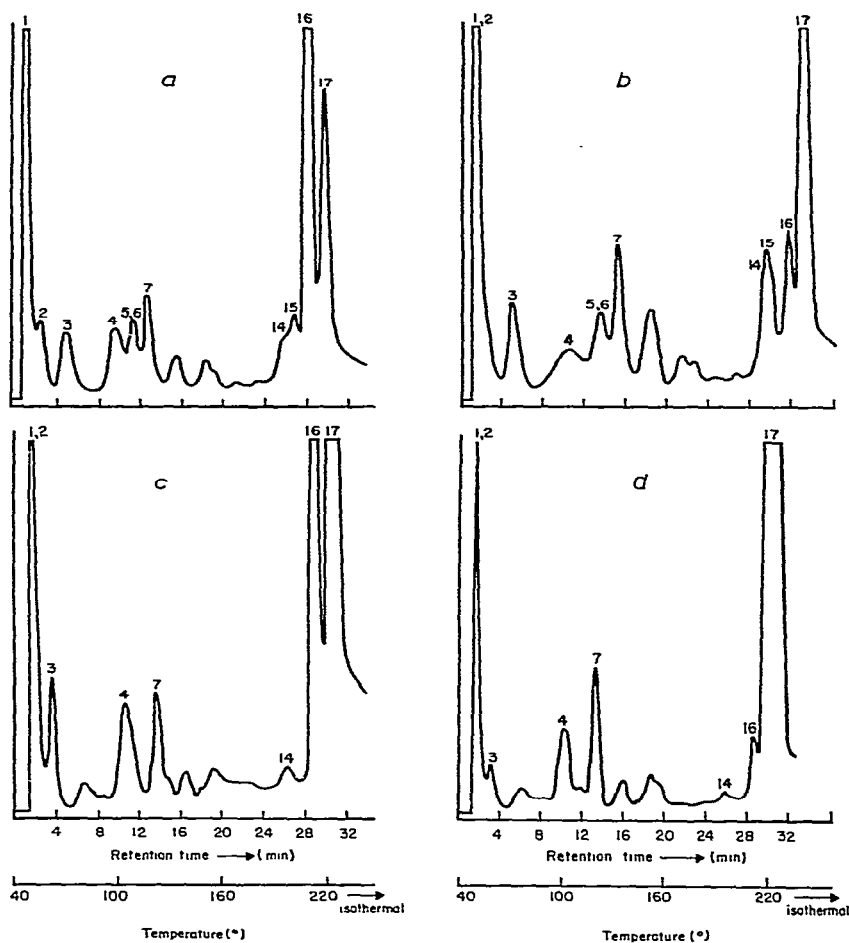 1
16
17
a
2
3
4
5,6
7
14
15
1,2
17
b
3
4
5,6
7
14
15
16
1,2
16
17
c
3
4
7
14
4 8 12 16 20 24 28 32
Retention time → (min)
40 100 160 220 → isothermal
Temperature (°)
1,2
17
d
3
4
7
14
16
4 8 12 16 20 24 28 32
Retention time → (min)
40 100 160 220 → isothermal
Temperature (°)